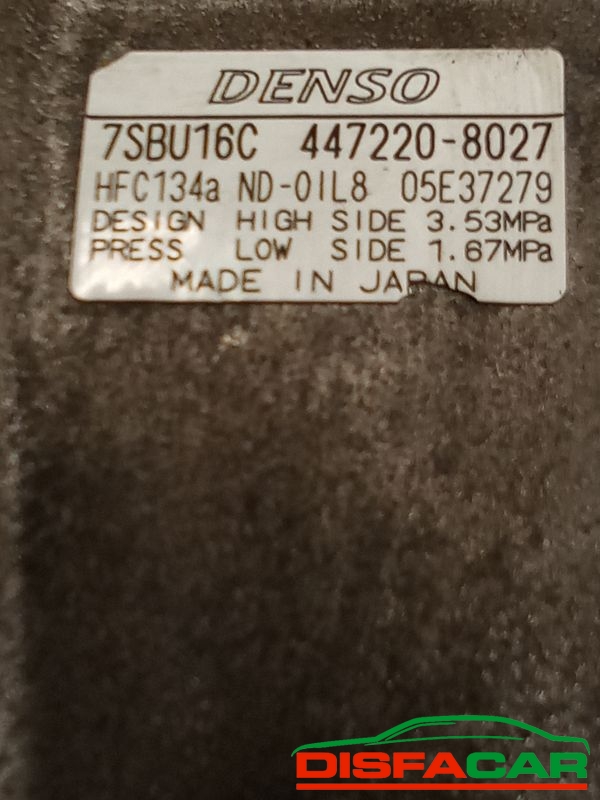 DENSO
7SBU16C 447220-8027
HFC134a ND-OIL8 05E37279
DESIGN HIGH SIDE 3.53MPa
PRESS LOW SIDE 1.67MPa
MADE IN JAPAN
DISFACAR